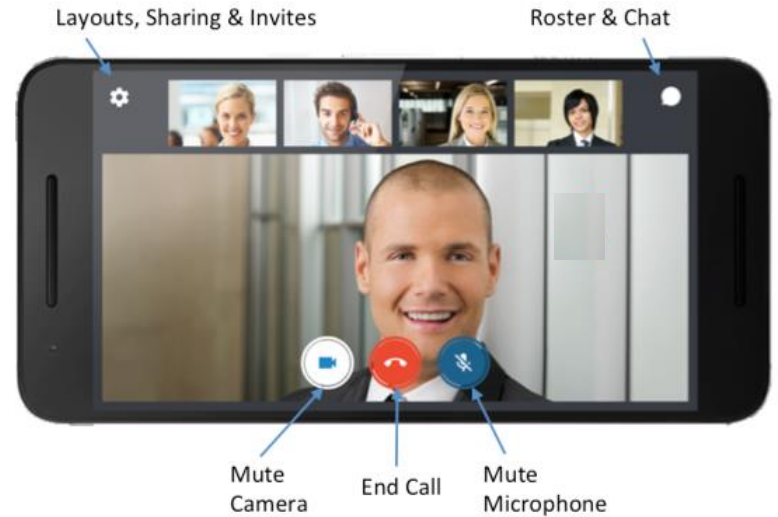 Layouts, Sharing & Invites
Roster & Chat
Mute
Camera
End Call
Mute
Microphone